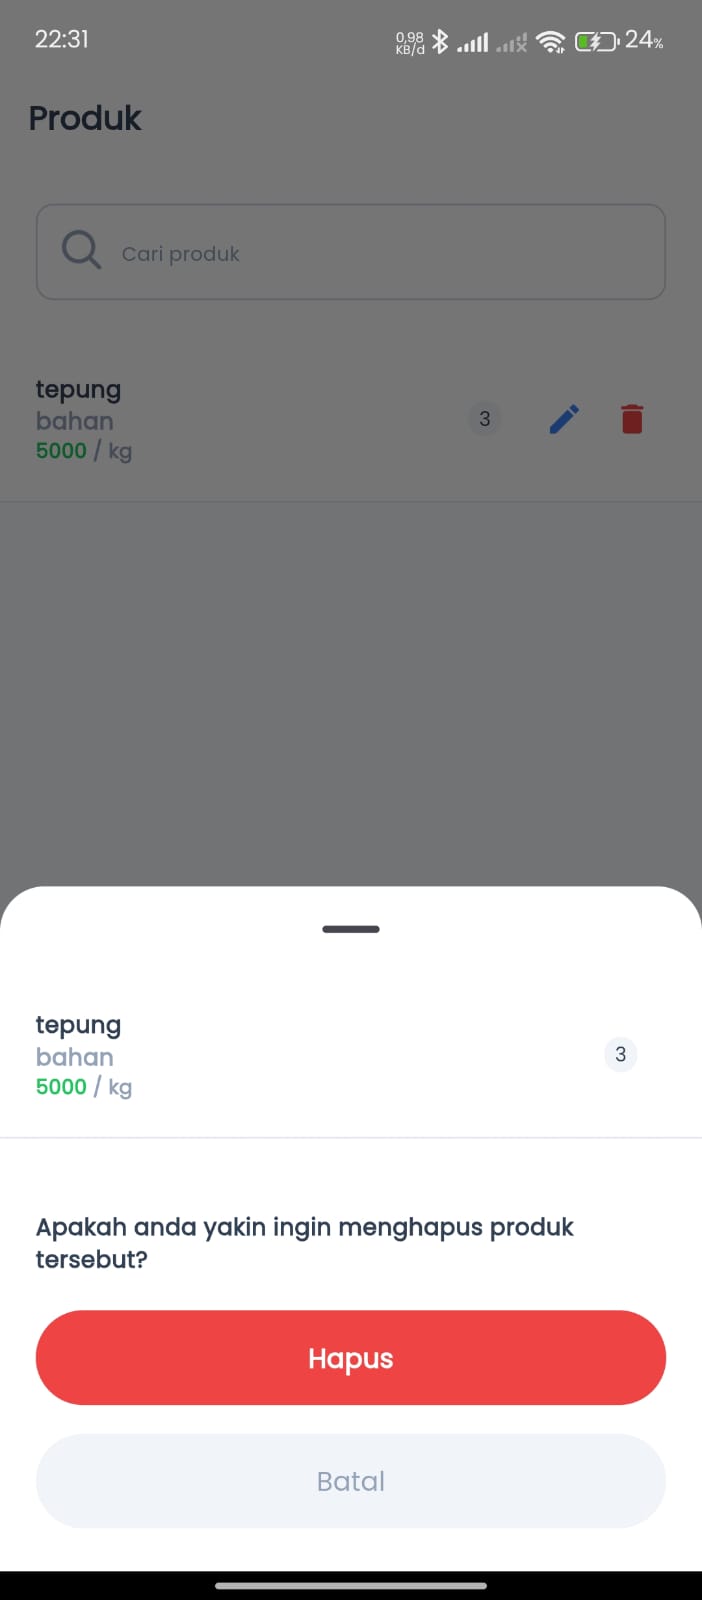 22:31
0,98
KB/d
24%
Produk
Cari produk
tepung
bahan
5000 / kg
3
tepung
bahan
5000 / kg
3
Apakah anda yakin ingin menghapus produk
tersebut?
Hapus
Batal